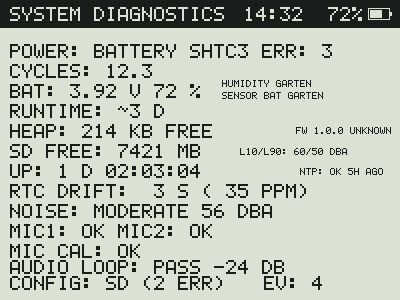 SYSTEM DIAGNOSTICS 14:32 72%
POWER: BATTERY SHTC3 ERR: 3
CYCLES: 12.3
HUMIDITY GARTEN
BAT: 3.92 V 72 %
SENSOR BAT GARTEN
RUNTIME: ~3 D
HEAP: 214 KB FREE FW 1.0.0 UNKNOWN
SD FREE: 7421 MB L10/L90: 60/50 DBA
UP: 1 D 02:03:04 NTP: OK 5H AGO
RTC DRIFT: 3 S ( 35 PPM)
NOISE: MODERATE 56 DBA
MIC1: OK MIC2: OK
MIC CAL: OK
AUDIO LOOP: PASS -24 DB
CONFIG: SD (2 ERR) EV: 4